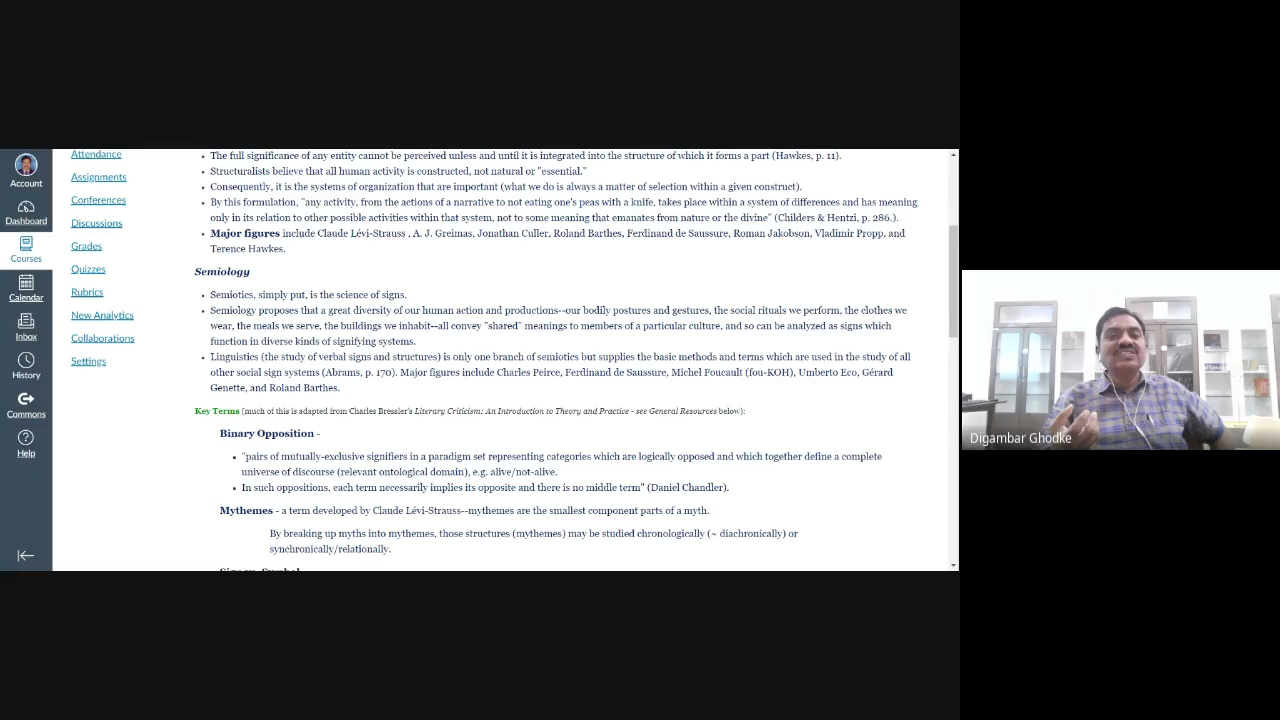 Account
Dashboard
Courses
Calendar
Inbox
History
Commons
Help
Attendance
Assignments
Conferences
Discussions
Grades
Quizzes
Rubrics
New Analytics
Collaborations
Settings
The full significance of any entity cannot be perceived unless and until it is integrated into the structure of which it forms a part (Hawkes, p. 11).
Structuralists believe that all human activity is constructed, not natural or "essential."
Consequently, it is the systems of organization that are important (what we do is always a matter of selection within a given construct).
By this formulation, "any activity, from the actions of a narrative to not eating one's peas with a knife, takes place within a system of differences and has meaning
only in its relation to other possible activities within that system, not to some meaning that emanates from nature or the divine" (Childers & Hentzi, p. 286.).
Major figures include Claude Lévi-Strauss , A. J. Greimas, Jonathan Culler, Roland Barthes, Ferdinand de Saussure, Roman Jakobson, Vladimir Propp, and
Terence Hawkes.
Semiology
Semiotics, simply put, is the science of signs.
Semiology proposes that a great diversity of our human action and productions--our bodily postures and gestures, the social rituals we perform, the clothes we
wear, the meals we serve, the buildings we inhabit--all convey "shared" meanings to members of a particular culture, and so can be analyzed as signs which
function in diverse kinds of signifying systems.
Linguistics (the study of verbal signs and structures) is only one branch of semiotics but supplies the basic methods and terms which are used in the study of all
other social sign systems (Abrams, p. 170). Major figures include Charles Peirce, Ferdinand de Saussure, Michel Foucault (fou-KOH), Umberto Eco, Gérard
Genette, and Roland Barthes.
Key Terms (much of this is adapted from Charles Bressler's Literary Criticism: An Introduction to Theory and Practice - see General Resources below):
Binary Opposition -
"pairs of mutually-exclusive signifiers in a paradigm set representing categories which are logically opposed and which together define a complete
universe of discourse (relevant ontological domain), e.g. alive/not-alive.
In such oppositions, each term necessarily implies its opposite and there is no middle term" (Daniel Chandler).
Mythemes - a term developed by Claude Lévi-Strauss--mythemes are the smallest component parts of a myth.
By breaking up myths into mythemes, those structures (mythemes) may be studied chronologically (~ diachronically) or
synchronically/relationally.
Digambar Ghodke